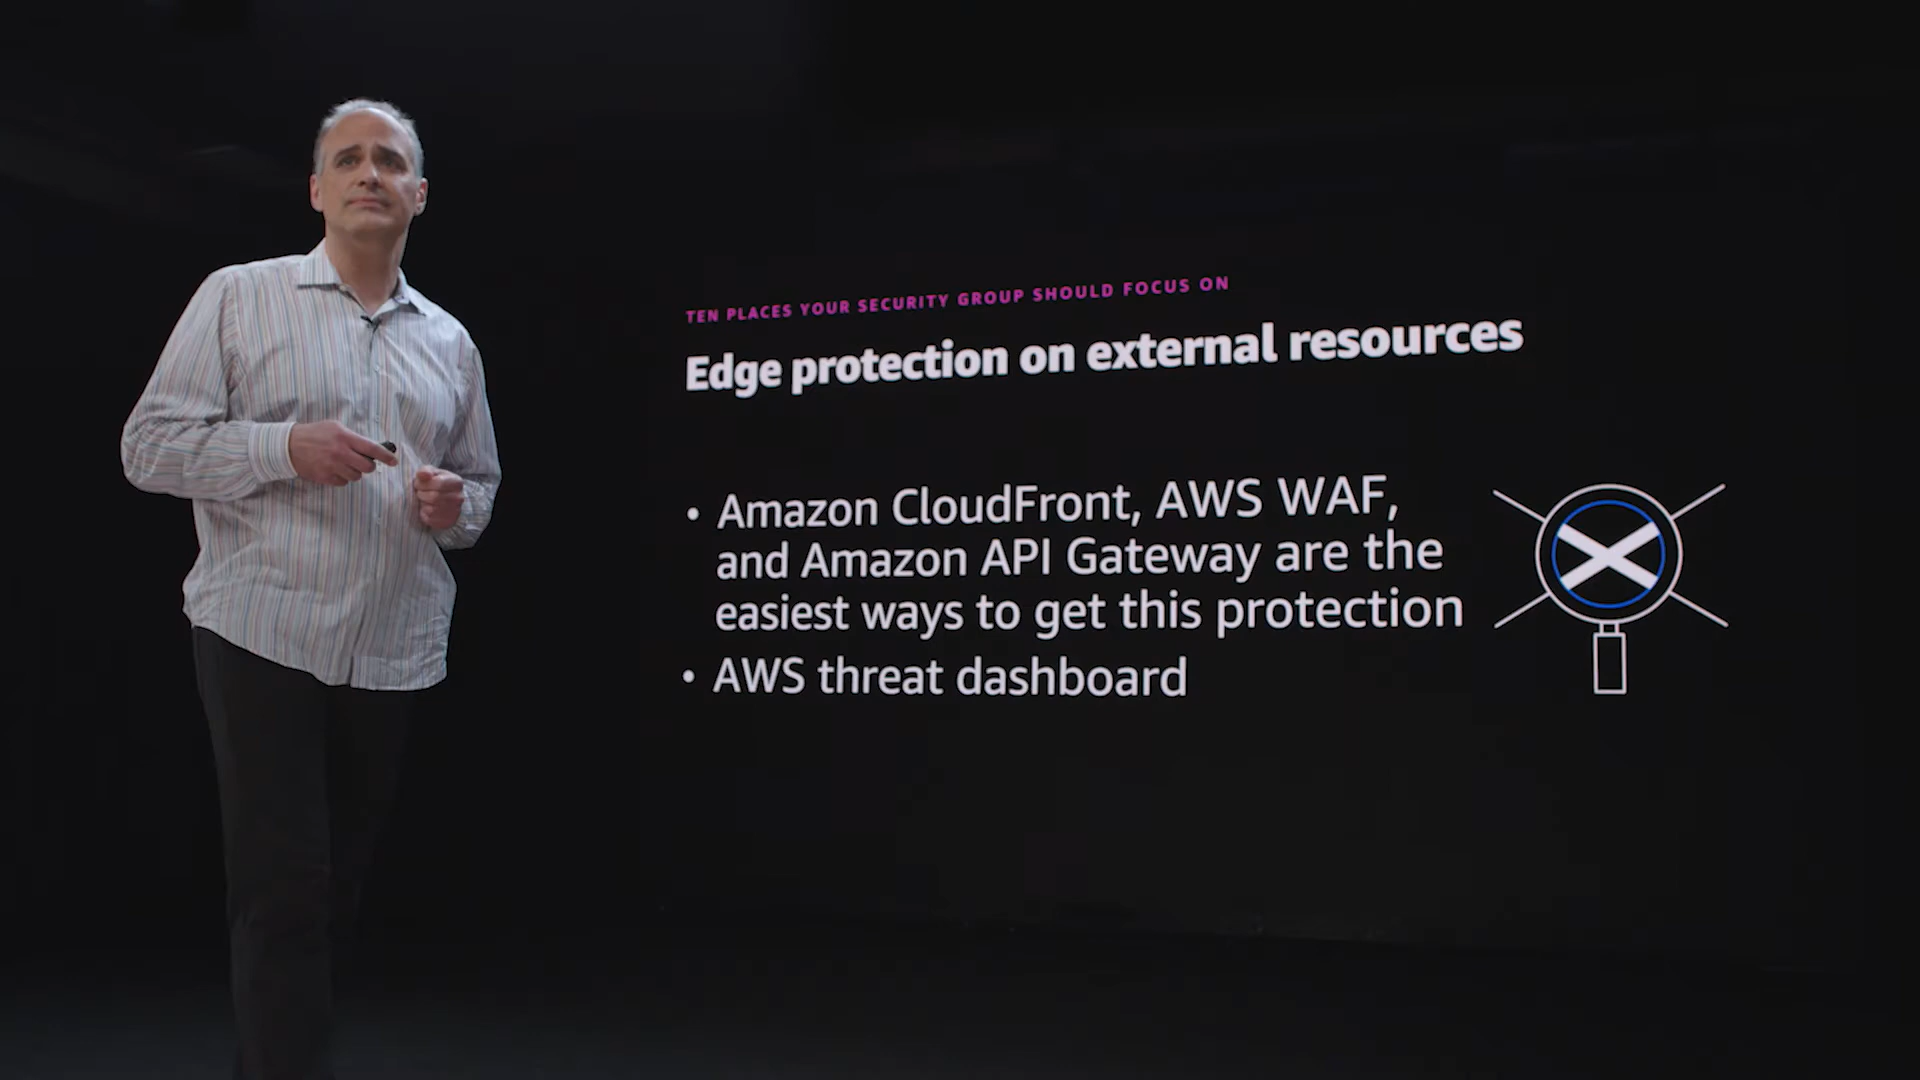 TEN PLACES YOUR SECURITY GROUP SHOULD FOCUS ON
Edge protection on external resources
• Amazon CloudFront, AWS WAF,
and Amazon API Gateway are the
easiest ways to get this protection
• AWS threat dashboard